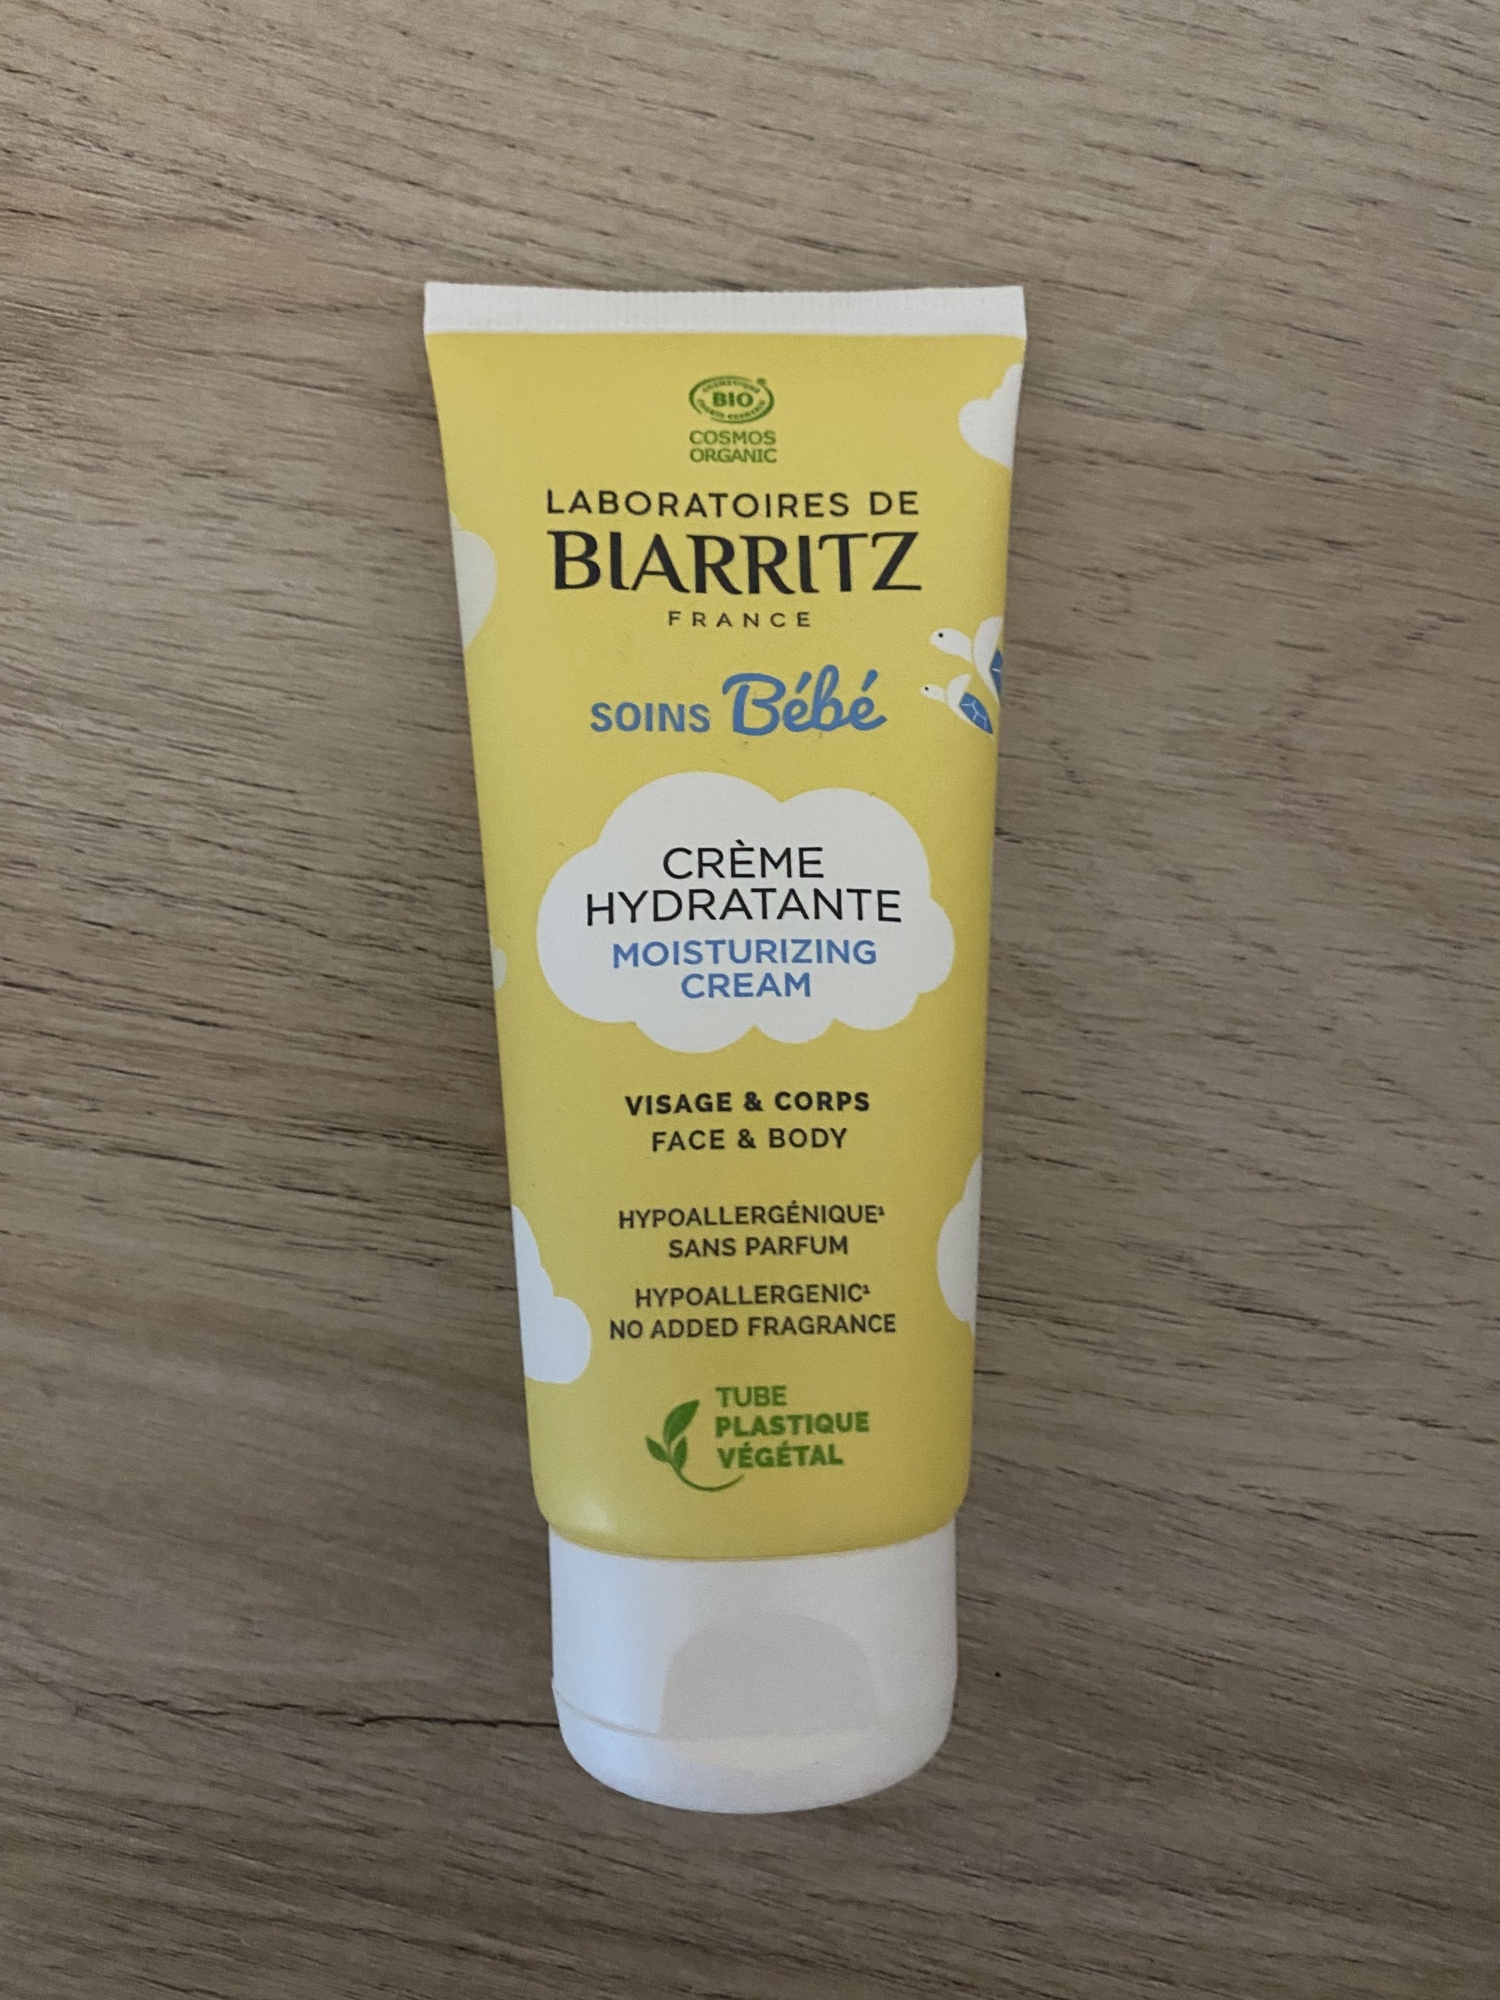 COSMÉTIQUE
BIO
COSMOS
ORGANIC
LABORATOIRES DE
BIARRITZ
FRANCE
SOINS Bébé
CRÈME
HYDRATANTE
MOISTURIZING
CREAM
VISAGE & CORPS
FACE & BODY
HYPOALLERGÉNIQUE¹
SANS PARFUM
HYPOALLERGENIC¹
NO ADDED FRAGRANCE
TUBE
PLASTIQUE
VÉGÉTAL